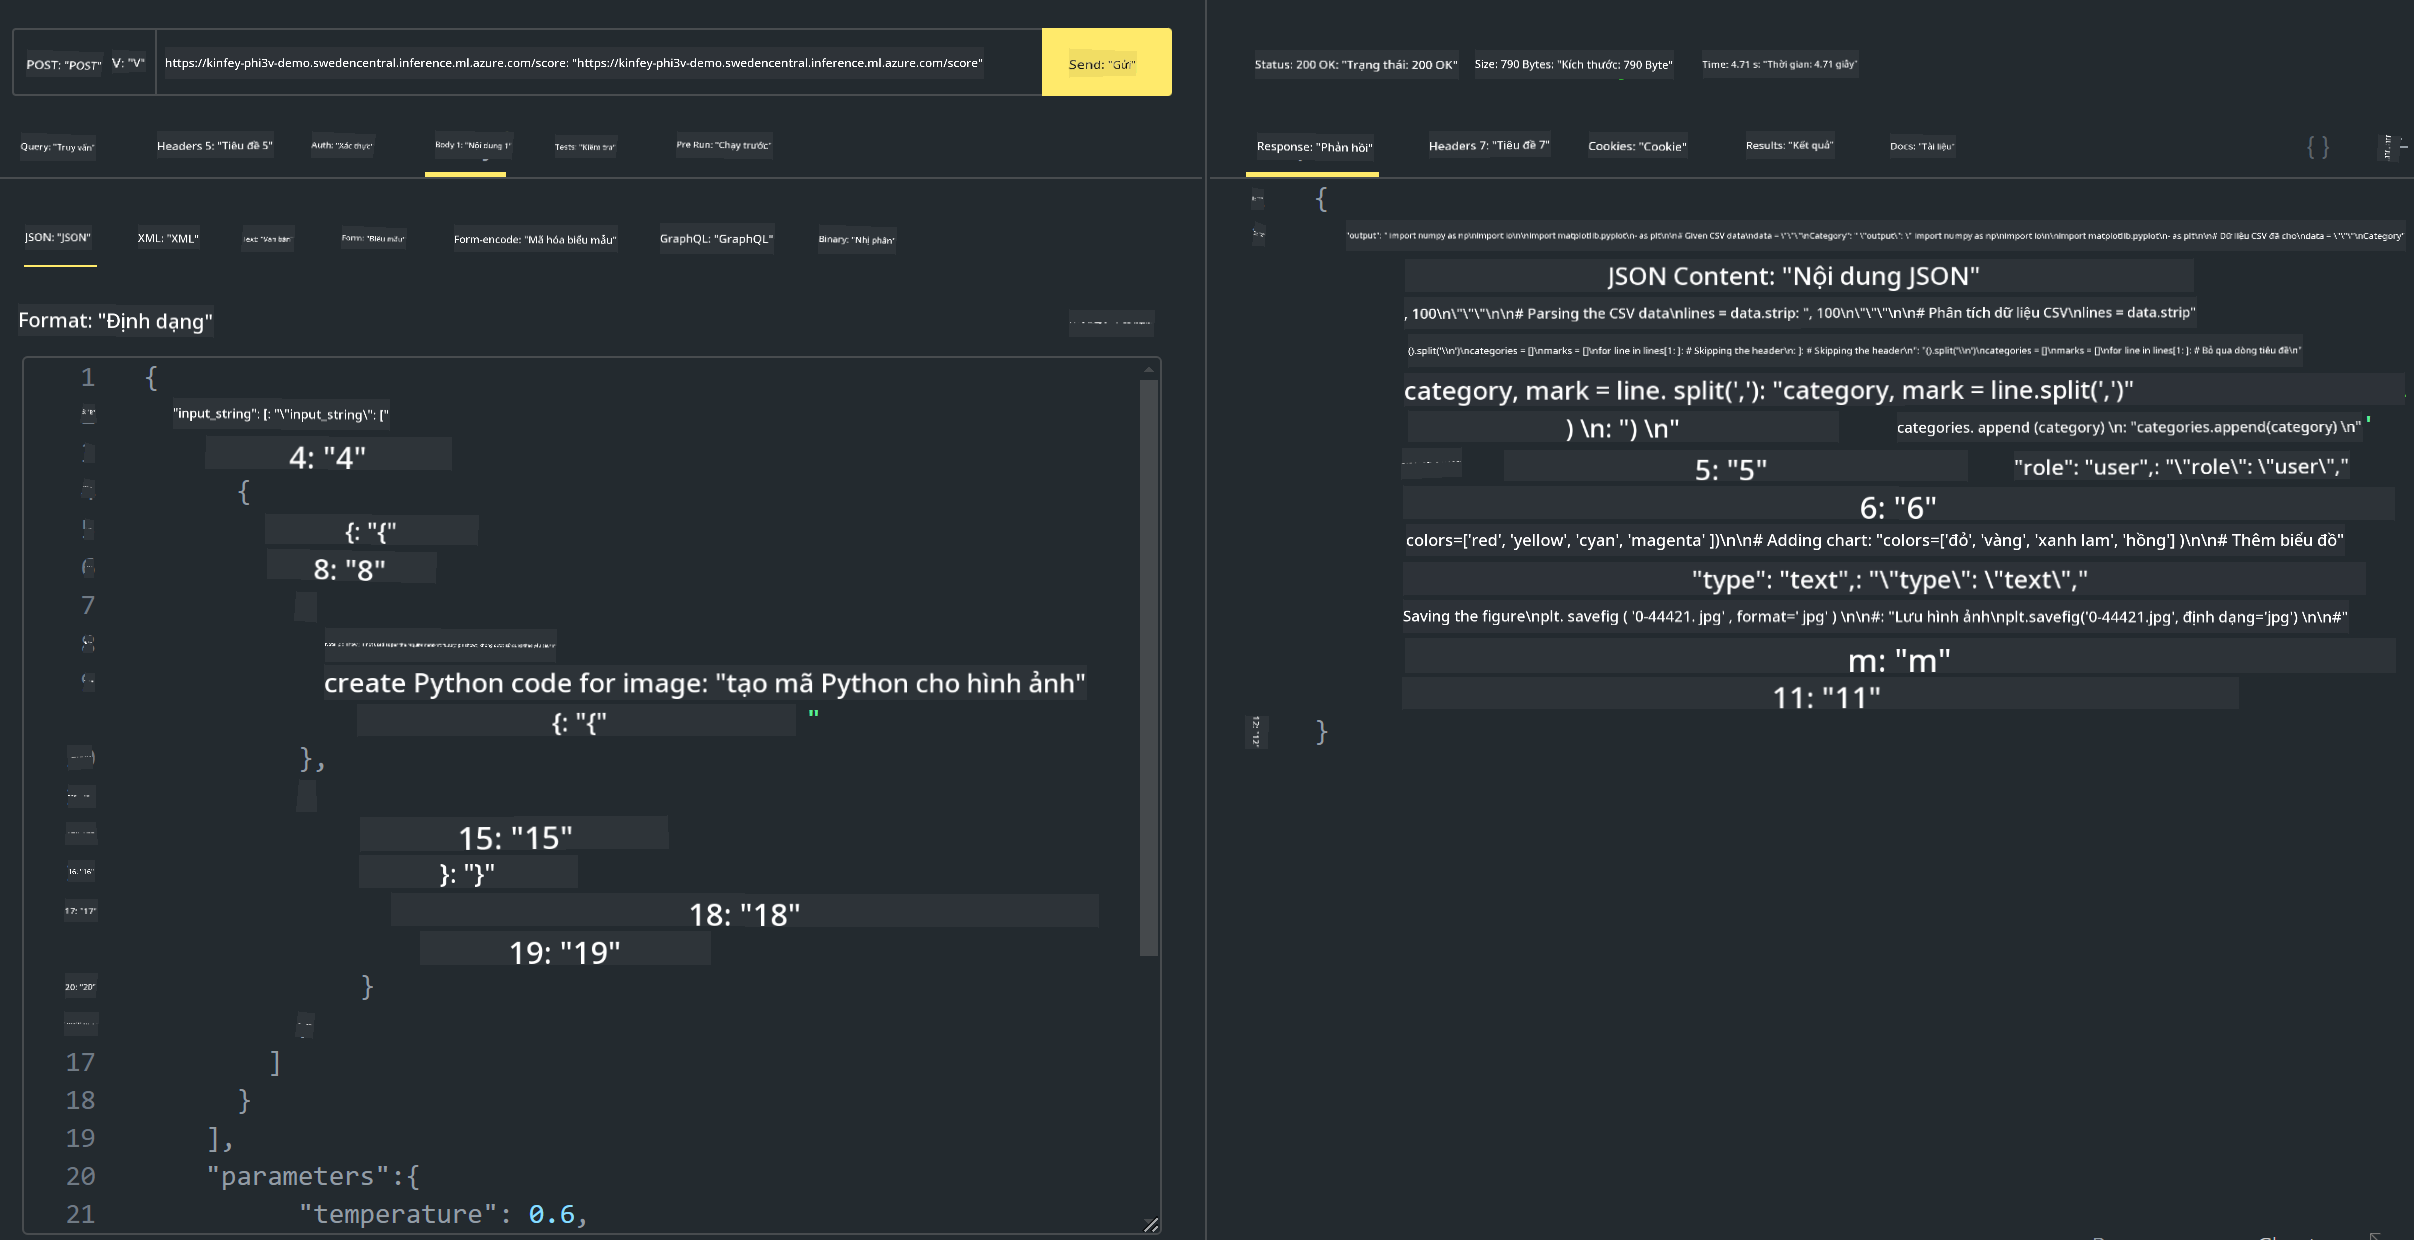 POST: "POST" V: "V" https://kinfey-phi3v-demo.swedencentral.inference.ml.azure.com/score: "https://kinfey-phi3v-demo.swedencentral.inference.ml.azure.com/score" Send: "Gửi"
Query: "Truy vấn" Headers 5: "Tiêu đề 5" Auth: "Xác thực" Body 1: "Nội dung 1" Tests: "Kiểm tra" Pre Run: "Chạy trước"
JSON: "JSON" XML: "XML" Text: "Văn bản" Form: "Biểu mẫu" Form-encode: "Mã hóa biểu mẫu" GraphQL: "GraphQL" Binary: "Nhị phân"
Format: "Định dạng"
1 {
"input_string": [: "\"input_string\": ["
4: "4"
{
{: "{"
8: "8"
7
8
create Python code for image: "tạo mã Python cho hình ảnh"
{: "{" "
},
15: "15"
16: "16" }: "}"
17: "17" 18: "18"
19: "19"
20: "20" }
17 ]
18 }
19 ],
20 "parameters":{
21 "temperature": 0.6,
Status: 200 OK: "Trạng thái: 200 OK" Size: 790 Bytes: "Kích thước: 790 Byte" Time: 4.71 s: "Thời gian: 4.71 giây"
Response: "Phản hồi" Headers 7: "Tiêu đề 7" Cookies: "Cookie" Results: "Kết quả" Docs: "Tài liệu" {}
{
"output": " import numpy as np\nimport io\n\nimport matplotlib.pyplot\n- as plt\n\n# Given CSV data\ndata = \"\"\"\nCategory": " \"output\": \" import numpy as np\nimport io\n\nimport matplotlib.pyplot\n- as plt\n\n# Dữ liệu CSV đã cho\ndata = \"\"\"\nCategory"
JSON Content: "Nội dung JSON"
, 100\n\"\"\"\n\n# Parsing the CSV data\nlines = data.strip: ", 100\n\"\"\"\n\n# Phân tích dữ liệu CSV\nlines = data.strip"
().split('\\n')\ncategories = []\nmarks = []\nfor line in lines[1: ]: # Skipping the header\n: ]: # Skipping the header\n": "().split('\\n')\ncategories = []\nmarks = []\nfor line in lines[1: ]: # Bỏ qua dòng tiêu đề\n"
category, mark = line. split(','): "category, mark = line.split(',')"
) \n: ") \n" categories. append (category) \n: "categories.append(category) \n" '
5: "5" "role": "user",: "\"role\": \"user\","
6: "6"
colors=['red', 'yellow', 'cyan', 'magenta' ])\n\n# Adding chart: "colors=['đỏ', 'vàng', 'xanh lam', 'hồng'] )\n\n# Thêm biểu đồ"
"type": "text",: "\"type\": \"text\","
Saving the figure\nplt. savefig ( '0-44421. jpg' , format=' jpg' ) \n\n#: "Lưu hình ảnh\nplt.savefig('0-44421.jpg', định dạng='jpg') \n\n#"
m: "m"
11: "11"
12: "12" }